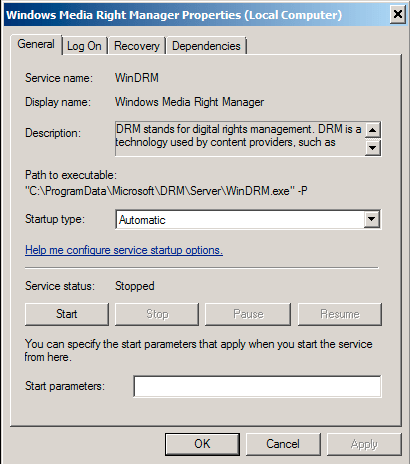 Windows Media Right Manager Properties (Local Computer)
General Log On Recovery Dependencies
Service name: WinDRM
Display name: Windows Media Right Manager
Description: DRM stands for digital rights management. DRM is a
technology used by content providers, such as
Path to executable:
"C:\ProgramData\Microsoft\DRM\Server\WinDRM.exe" -P
Startup type: Automatic
Help me configure service startup options.
Service status: Stopped
Start Stop Pause Resume
You can specify the start parameters that apply when you start the service
from here.
Start parameters:
OK Cancel Apply